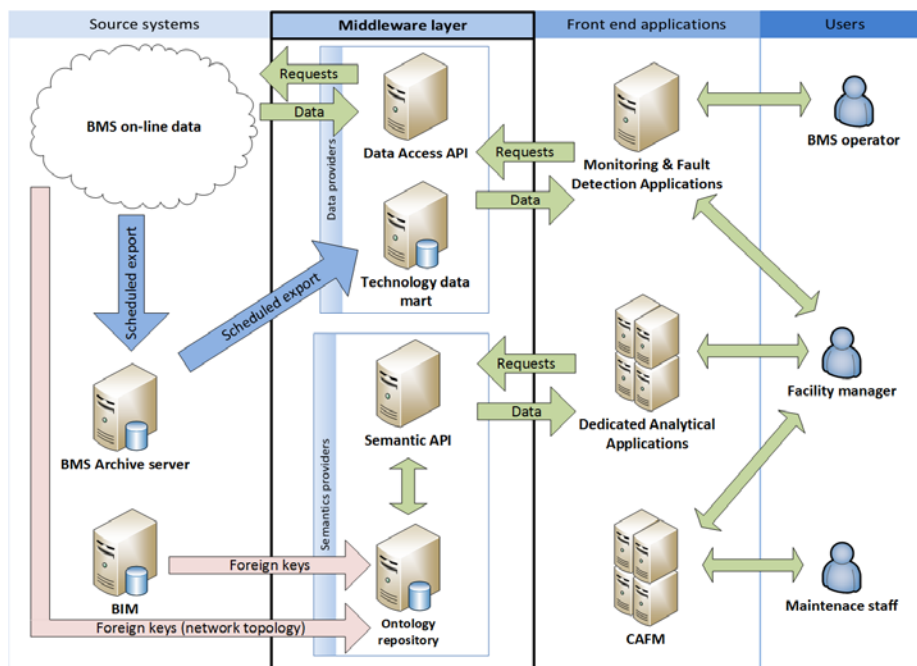 Source systems
Middleware layer
Front end applications
Users
BMS on-line data
Requests
Data
Data Access API
Data providers
Technology data
mart
Requests
Data
Monitoring & Fault
Detection Applications
BMS operator
Scheduled export
Scheduled export
BMS Archive server
Semantics providers
Semantic API
Requests
Data
Dedicated Analytical
Applications
Facility manager
BIM
Foreign keys
Foreign keys (network topology)
Ontology
repository
CAFM
Maintenace staff